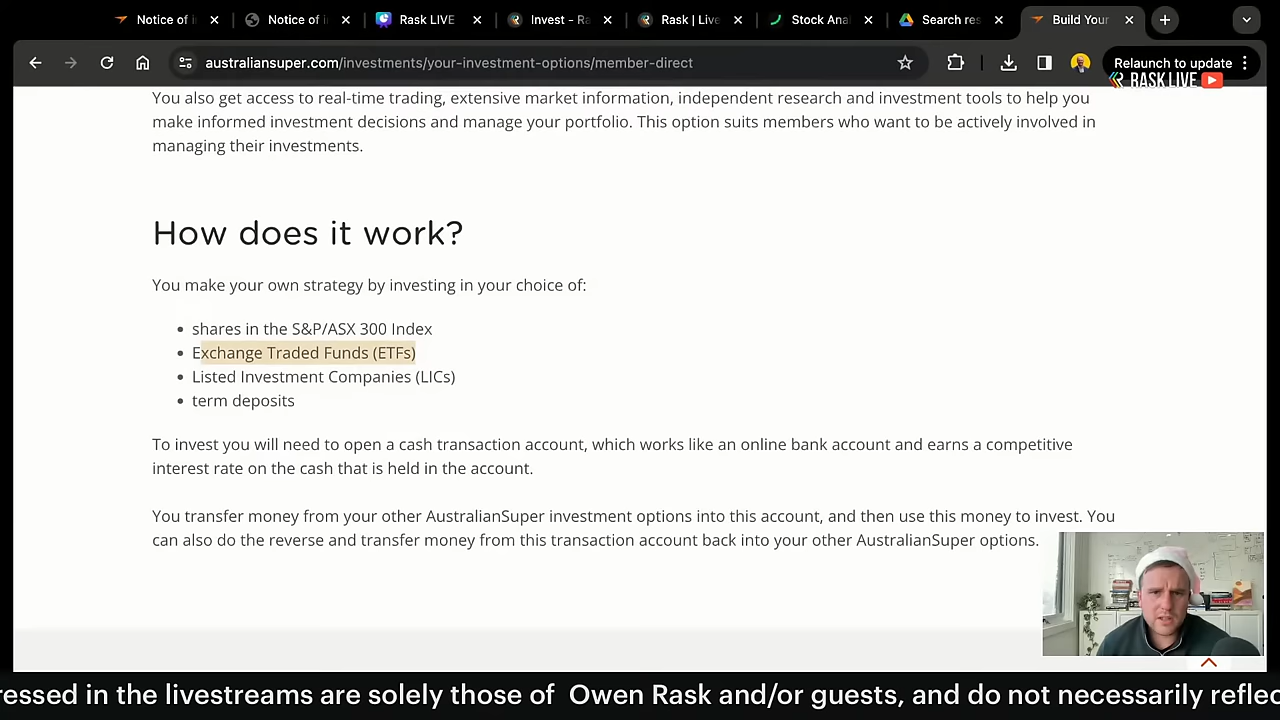 Notice of i
Notice of i
Rask LIVE
Invest - Ra
Rask | Live
Stock Anal
Search res
Build Your
australiansuper.com/investments/your-investment-options/member-direct
Relaunch to update
RASK LIVE
You also get access to real-time trading, extensive market information, independent research and investment tools to help you
make informed investment decisions and manage your portfolio. This option suits members who want to be actively involved in
managing their investments.
How does it work?
You make your own strategy by investing in your choice of:
shares in the S&P/ASX 300 Index
Exchange Traded Funds (ETFs)
Listed Investment Companies (LICs)
term deposits
To invest you will need to open a cash transaction account, which works like an online bank account and earns a competitive
interest rate on the cash that is held in the account.
You transfer money from your other AustralianSuper investment options into this account, and then use this money to invest. You
can also do the reverse and transfer money from this transaction account back into your other AustralianSuper options.
ressed in the livestreams are solely those of Owen Rask and/or guests, and do not necessarily reflec